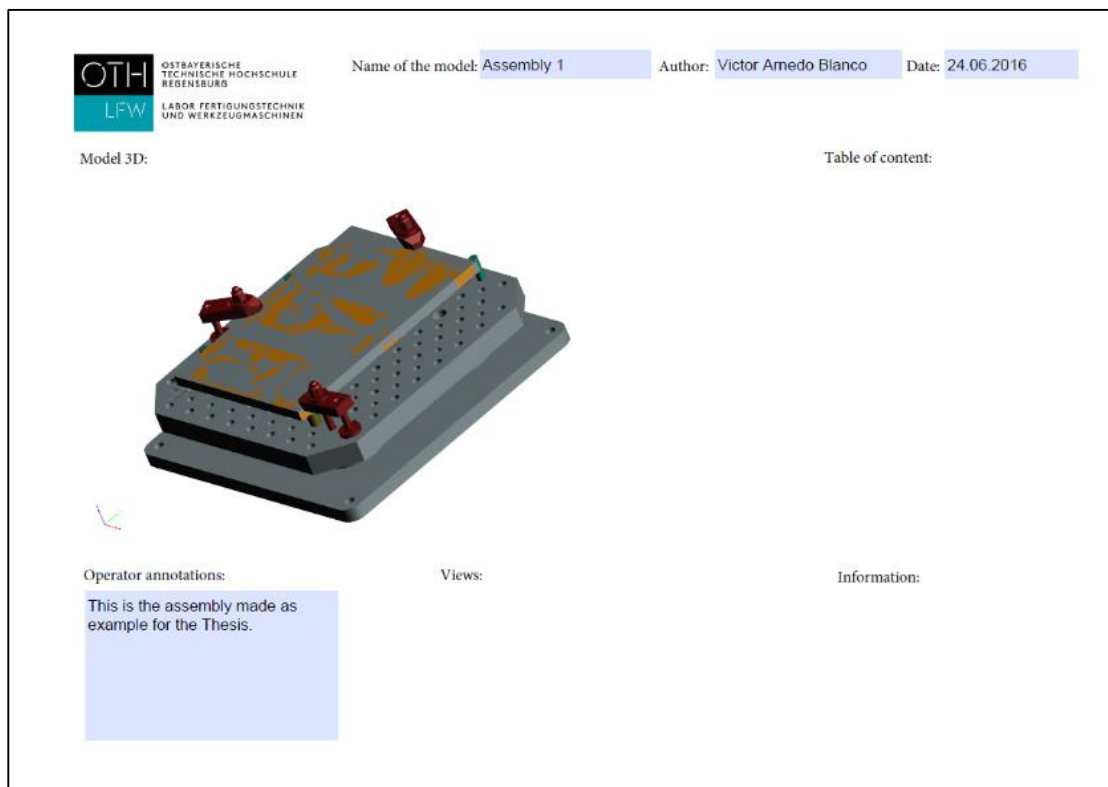 OTH
LFW
OSTBAYERISCHE
TECHNISCHE HOCHSCHULE
REGENSBURG
LABOR FERTIGUNGSTECHNIK
UND WERKZEUGMASCHINEN
Name of the model: Assembly 1 Author: Victor Arnedo Blanco Date: 24.06.2016
Model 3D:
Table of content:
Operator annotations:
This is the assembly made as
example for the Thesis.
Views:
Information: